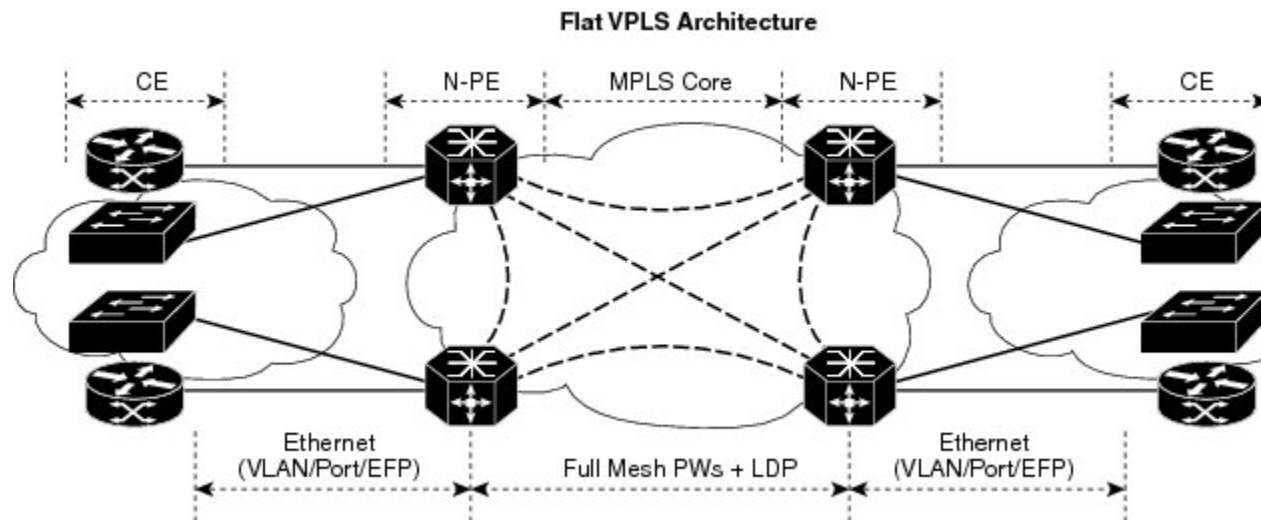 Flat VPLS Architecture
CE
N-PE
MPLS Core
N-PE
CE
Ethernet
(VLAN/Port/EFP)
Full Mesh PWs + LDP
Ethernet
(VLAN/Port/EFP)